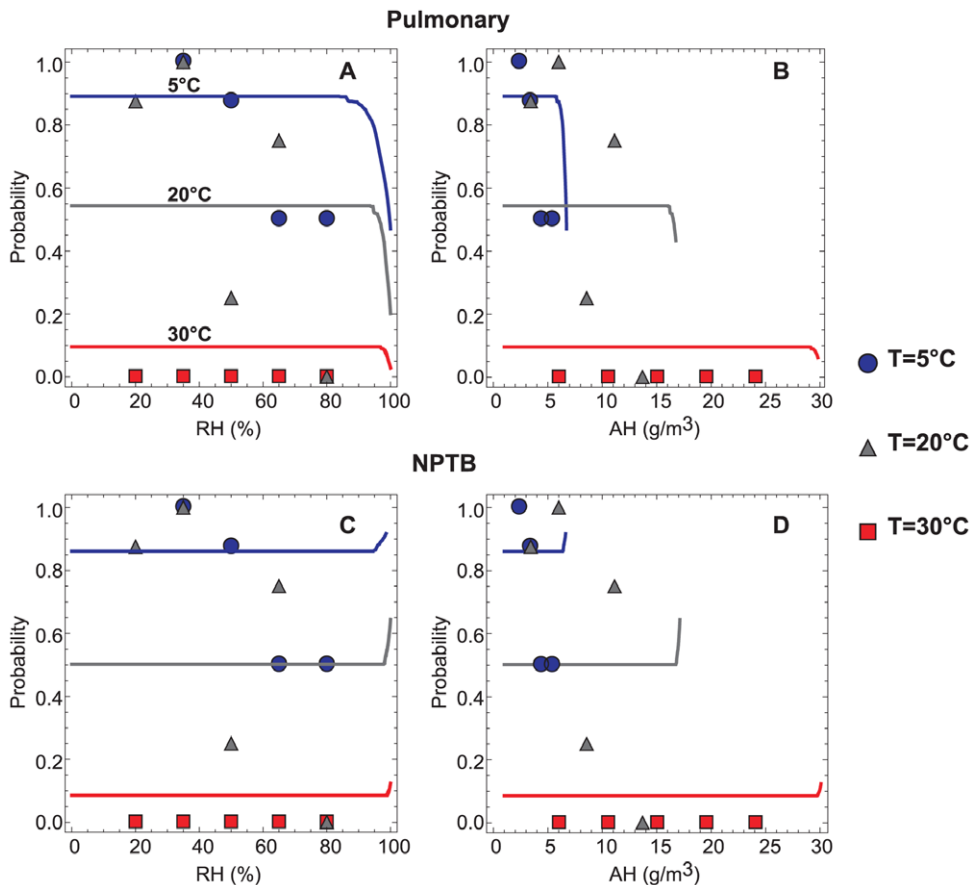 Pulmonary
A
B
5°C
20°C
30°C
Probability
1.0
0.8
0.6
0.4
0.2
0.0
0 20 40 60 80 100
RH (%)
Probability
1.0
0.8
0.6
0.4
0.2
0.0
0 5 10 15 20 25 30
AH (g/m³)
NPTB
C
D
Probability
1.0
0.8
0.6
0.4
0.2
0.0
0 20 40 60 80 100
RH (%)
Probability
1.0
0.8
0.6
0.4
0.2
0.0
0 5 10 15 20 25 30
AH (g/m³)
T=5°C
T=20°C
T=30°C